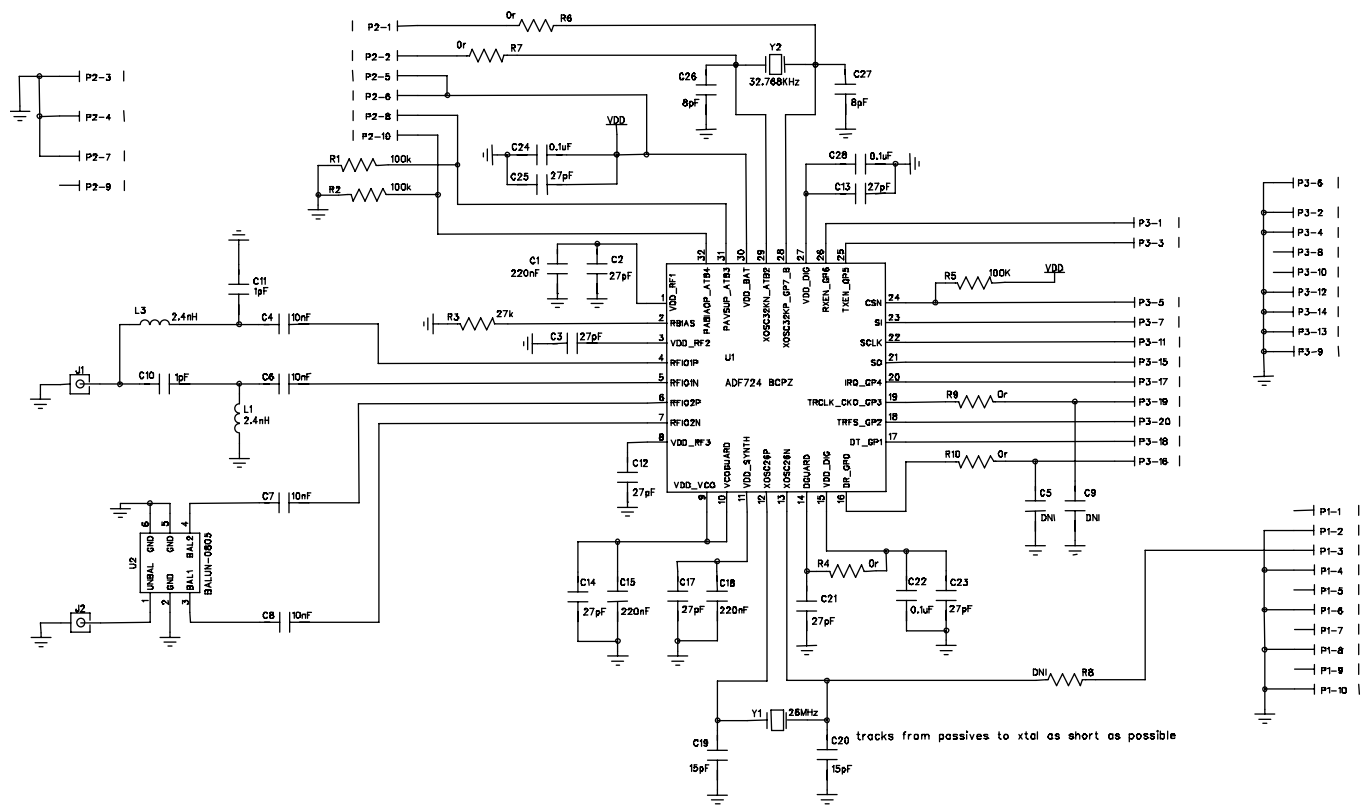 P2-1
0r
R6
P2-2
0r
R7
Y2
32.768KHz
C26
8pF
C27
8pF
P2-3
P2-4
P2-7
P2-9
P2-5
P2-6
P2-8
P2-10
VDD
C24
0.1uF
C25
27pF
R1
100k
R2
100k
C28
0.1uF
C13
27pF
P3-1
P3-3
P3-6
P3-2
P3-4
P3-8
P3-10
P3-12
P3-14
P3-13
P3-9
32
31
30
29
28
27
26
25
PABIAOP_ATB4
PAVSUP_ATB3
VDD_BAT
XOSC32KN_ATB2
XOSC32KP_GP7_B
VDD_DIG
RXEN_GP6
TXEN_GP5
C1
220nF
C2
27pF
C11
1pF
L3
2.4nH
C4
10nF
R3
27k
C3
27pF
J1
C10
1pF
C6
10nF
L1
2.4nH
1
VDD_RF1
2
RBIAS
3
VDD_RF2
4
RFIO1P
5
RFIO1N
6
RFIO2P
7
RFIO2N
8
VDD_RF3
U1
ADF724 BCPZ
CSN
24
SI
23
SCLK
22
SO
21
IRQ_GP4
20
TRCLK_CKO_GP3
19
TRFS_GP2
18
DT_GP1
17
R5
100K
VDD
P3-5
P3-7
P3-11
P3-15
P3-17
R9
0r
P3-19
P3-20
P3-18
R10
0r
P3-16
VDD_VCO
VCOGUARD
VDD_SYNTH
XOSC26P
XOSC26N
DGUARD
VDD_DIG
DR_GP0
9
10
11
12
13
14
15
16
C12
27pF
C5
DNI
C9
DNI
C7
10nF
6
5
4
GND
GND
BAL2
U2
BALUN-0805
UNBAL
GND
BAL1
1
2
3
J2
C8
10nF
C14
27pF
C15
220nF
C17
27pF
C18
220nF
R4
0r
C21
27pF
C22
0.1uF
C23
27pF
P1-1
P1-2
P1-3
P1-4
P1-5
P1-6
P1-7
P1-8
P1-9
P1-10
DNI
R8
Y1
26MHz
C19
15pF
C20
15pF
tracks from passives to xtal as short as possible